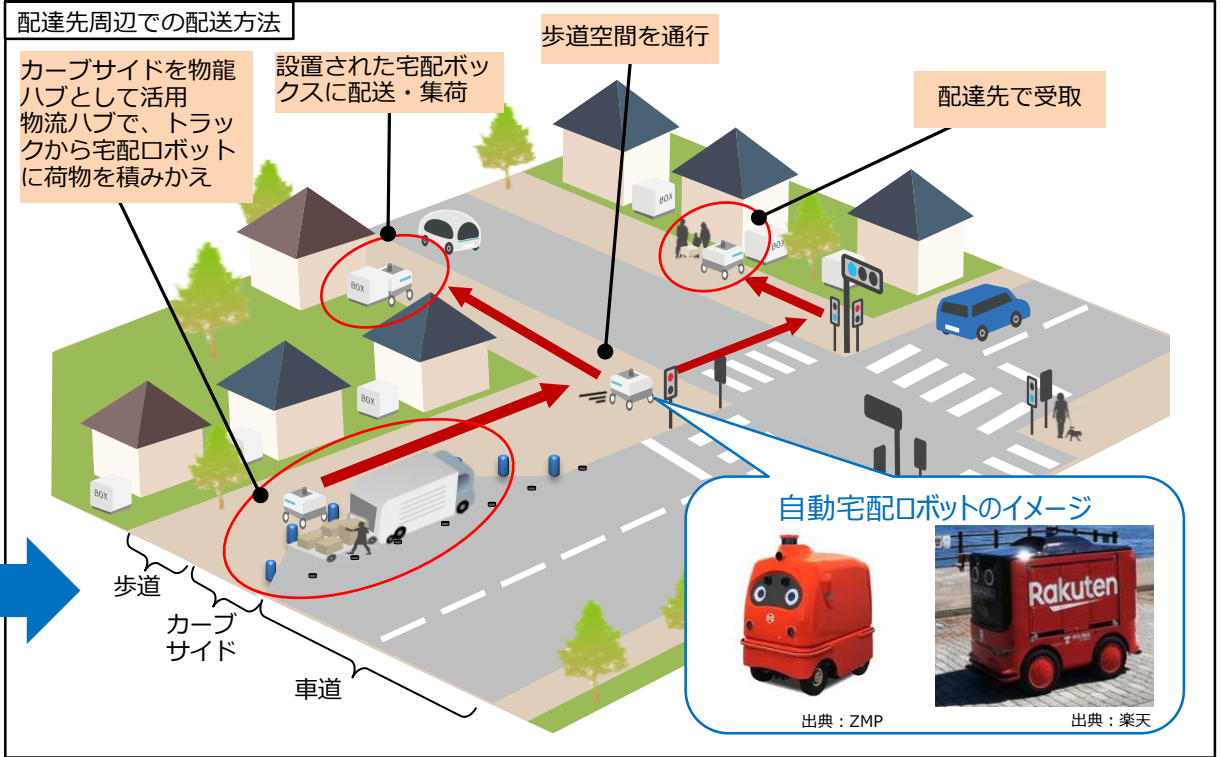 配達先周辺での配送方法
カーブサイドを物龍
ハブとして活用
物流ハブで、トラッ
クから宅配ロボット
に荷物を積みかえ
設置された宅配ボッ
クスに配送・集荷
歩道空間を通行
配達先で受取
BOX
BOX
BOX
BOX
BOX
歩道
カーブ
サイド
車道
自動宅配ロボットのイメージ
Rakuten
出典：ZMP
出典：楽天